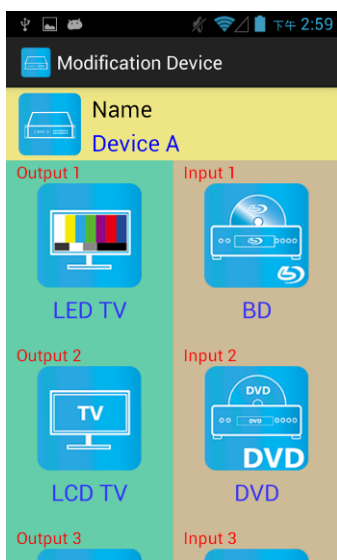 下午 2:59
Modification Device
Name
Device A
Output 1
Input 1
LED TV
BD
Output 2
Input 2
TV
DVD
DVD
DVD
LCD TV
DVD
Output 3
Input 3